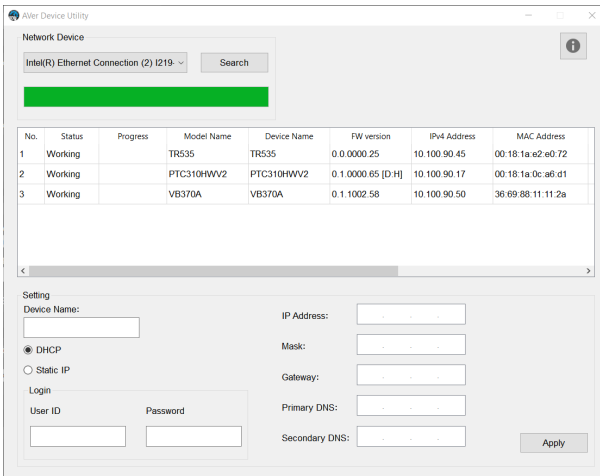 AVer Device Utility
Network Device
Intel(R) Ethernet Connection (2) I219-
Search
No. Status Progress Model Name Device Name FW version IPv4 Address MAC Address
1 Working TR535 TR535 0.0.0000.25 10.100.90.45 00:18:1a:e2:e0:72
2 Working PTC310HWV2 PTC310HWV2 0.1.0000.65 [D:H] 10.100.90.17 00:18:1a:0c:a6:d1
3 Working VB370A VB370A 0.1.1002.58 10.100.90.50 36:69:88:11:11:2a
Setting
Device Name:
DHCP
Static IP
Login
User ID Password
IP Address:
Mask:
Gateway:
Primary DNS:
Secondary DNS:
Apply